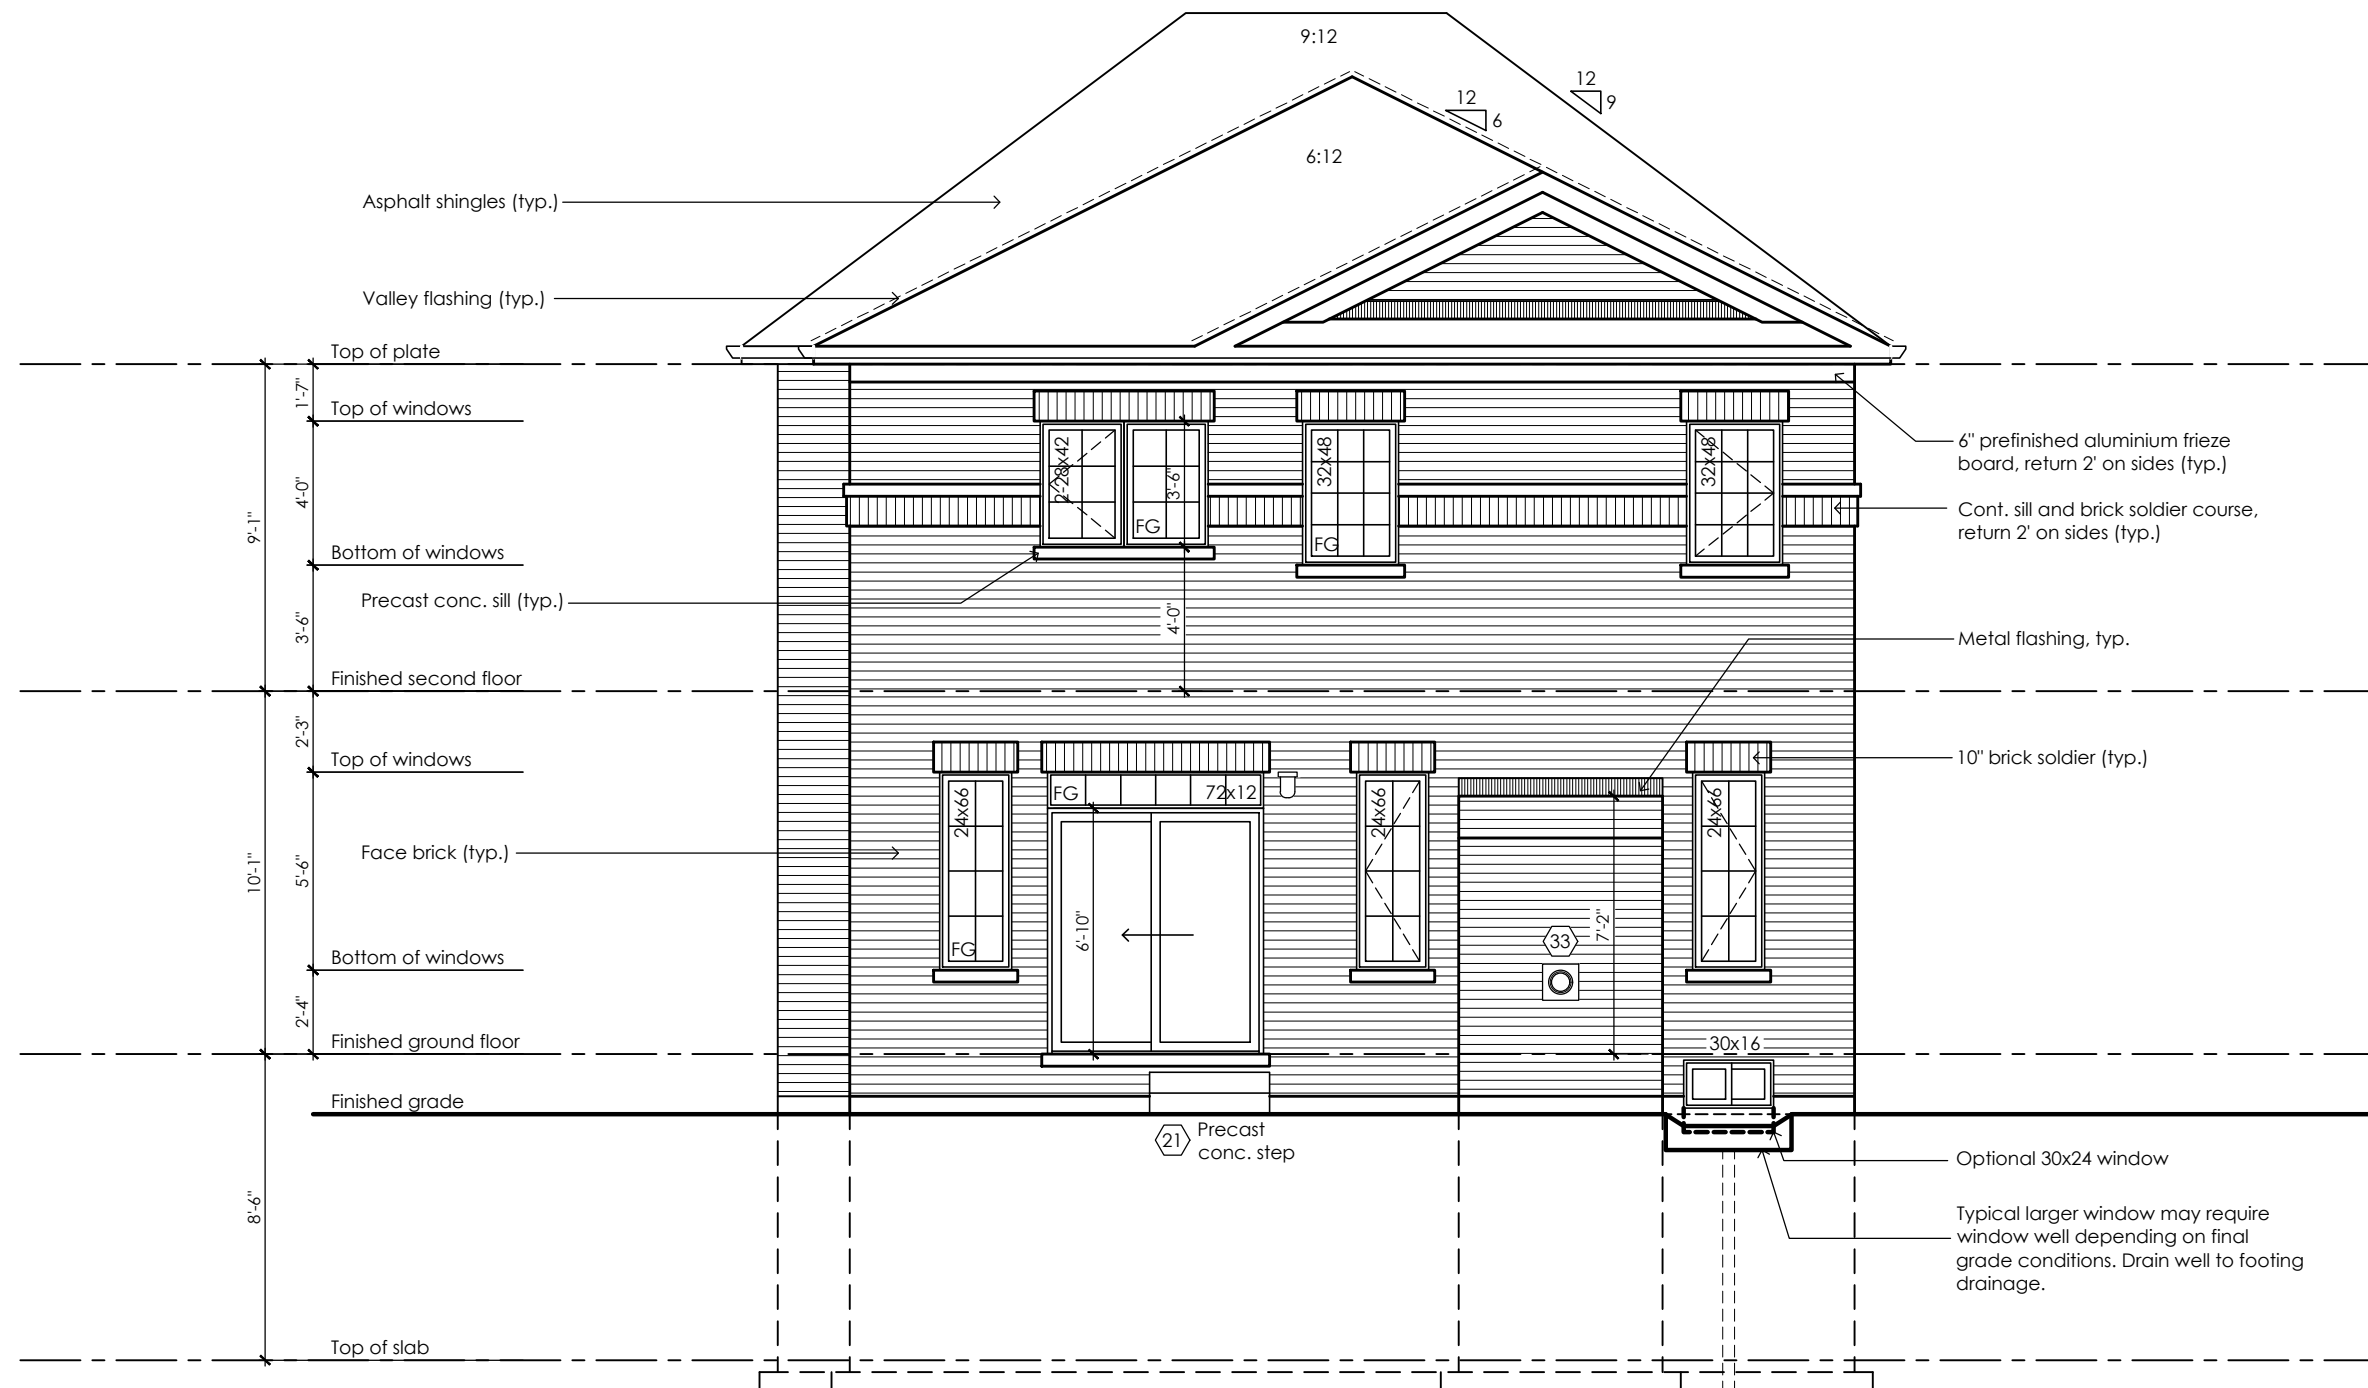 9:12
12
9
12
6
6:12
Asphalt shingles (typ.)
Valley flashing (typ.)
Top of plate
1'-7"
Top of windows
4'-0"
9'-1"
Bottom of windows
Precast conc. sill (typ.)
3'-6"
Finished second floor
2'-3"
Top of windows
Face brick (typ.)
5'-6"
10'-1"
Bottom of windows
2'-4"
Finished ground floor
Finished grade
8'-6"
Top of slab
2-28x42
3'-6"
FG
32x48
FG
32x48
4'-0"
24x66
FG
FG
72x12
6'-10"
24x66
33
7'-2"
24x66
30x16
21
Precast
conc. step
6" prefinished aluminium frieze
board, return 2' on sides (typ.)
Cont. sill and brick soldier course,
return 2' on sides (typ.)
Metal flashing, typ.
10" brick soldier (typ.)
Optional 30x24 window
Typical larger window may require
window well depending on final
grade conditions. Drain well to footing
drainage.